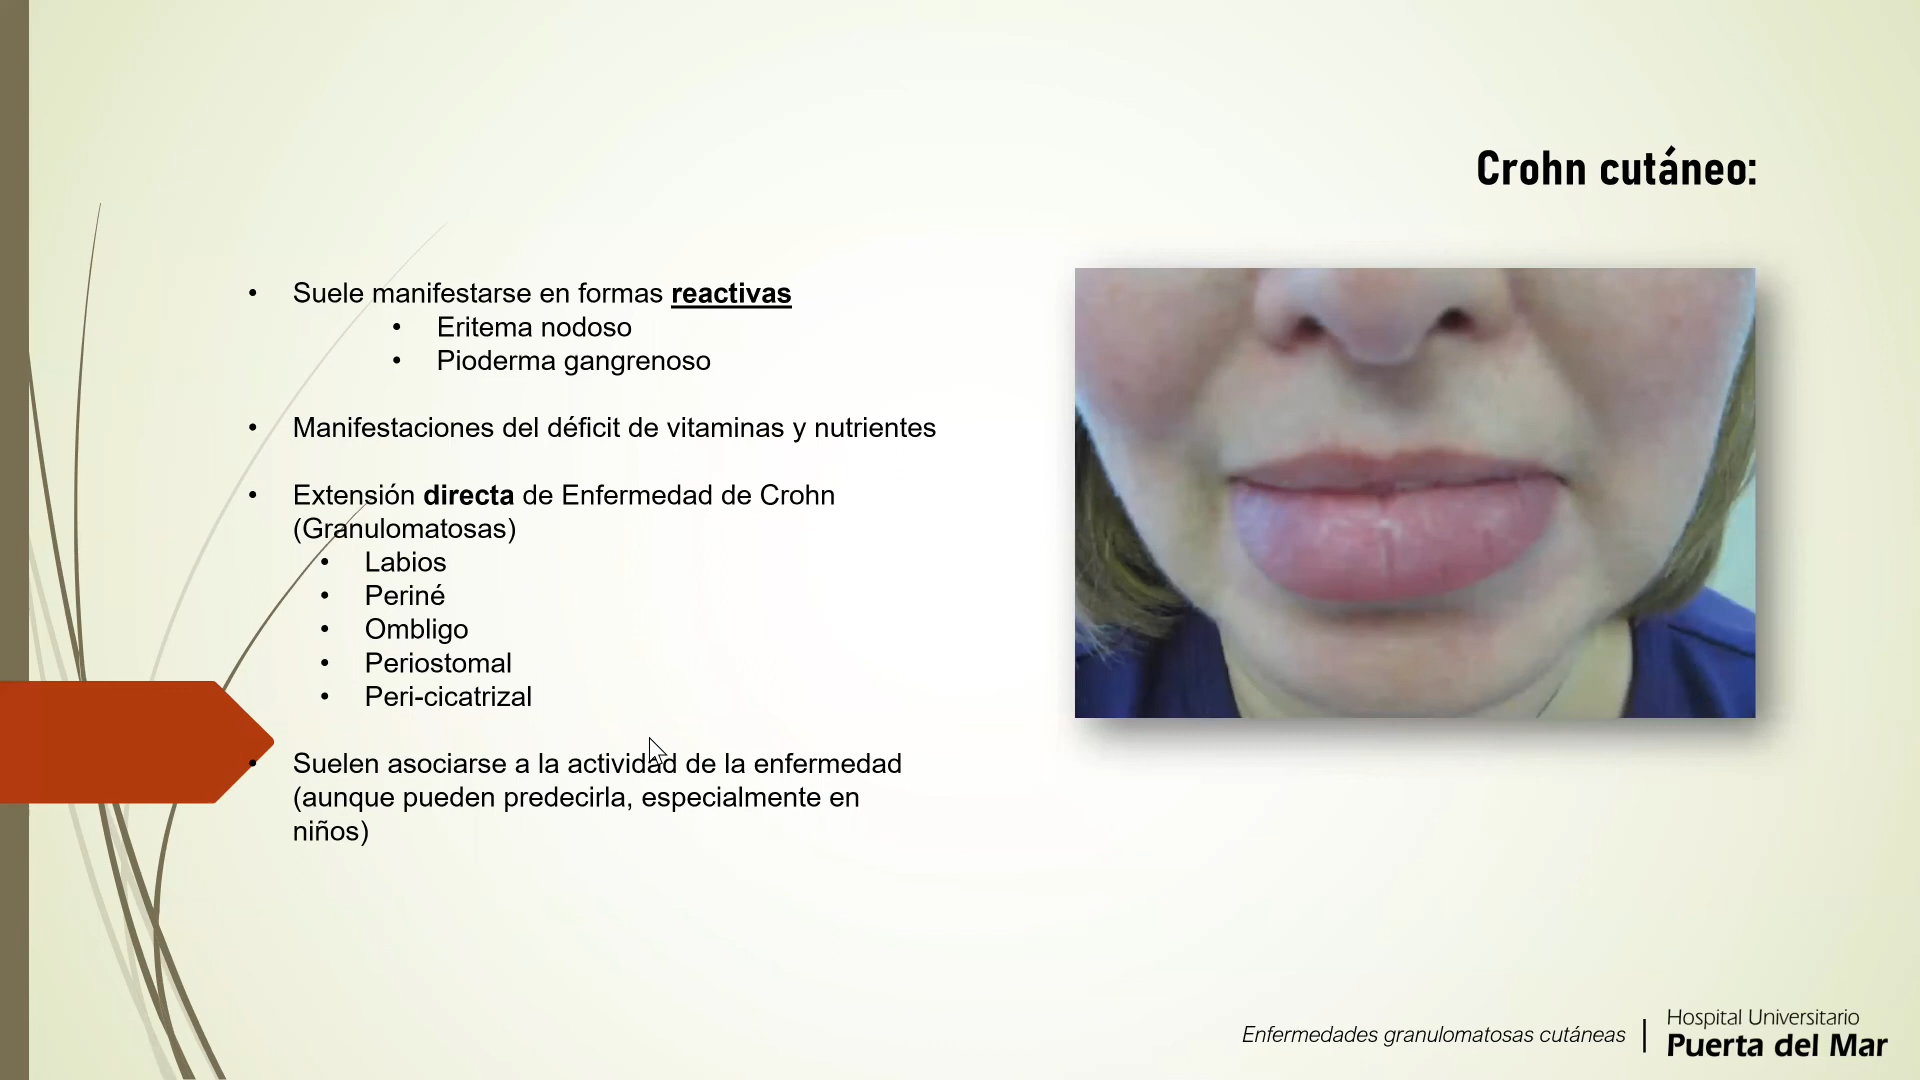 Crohn cutáneo:
• Suele manifestarse en formas reactivas
• Eritema nodoso
• Pioderma gangrenoso
• Manifestaciones del déficit de vitaminas y nutrientes
• Extensión directa de Enfermedad de Crohn
(Granulomatosas)
• Labios
• Periné
• Ombligo
• Periostomal
• Peri-cicatrizal
• Suelen asociarse a la actividad de la enfermedad
(aunque pueden predecirla, especialmente en
niños)
Enfermedades granulomatosas cutáneas
Hospital Universitario
Puerta del Mar